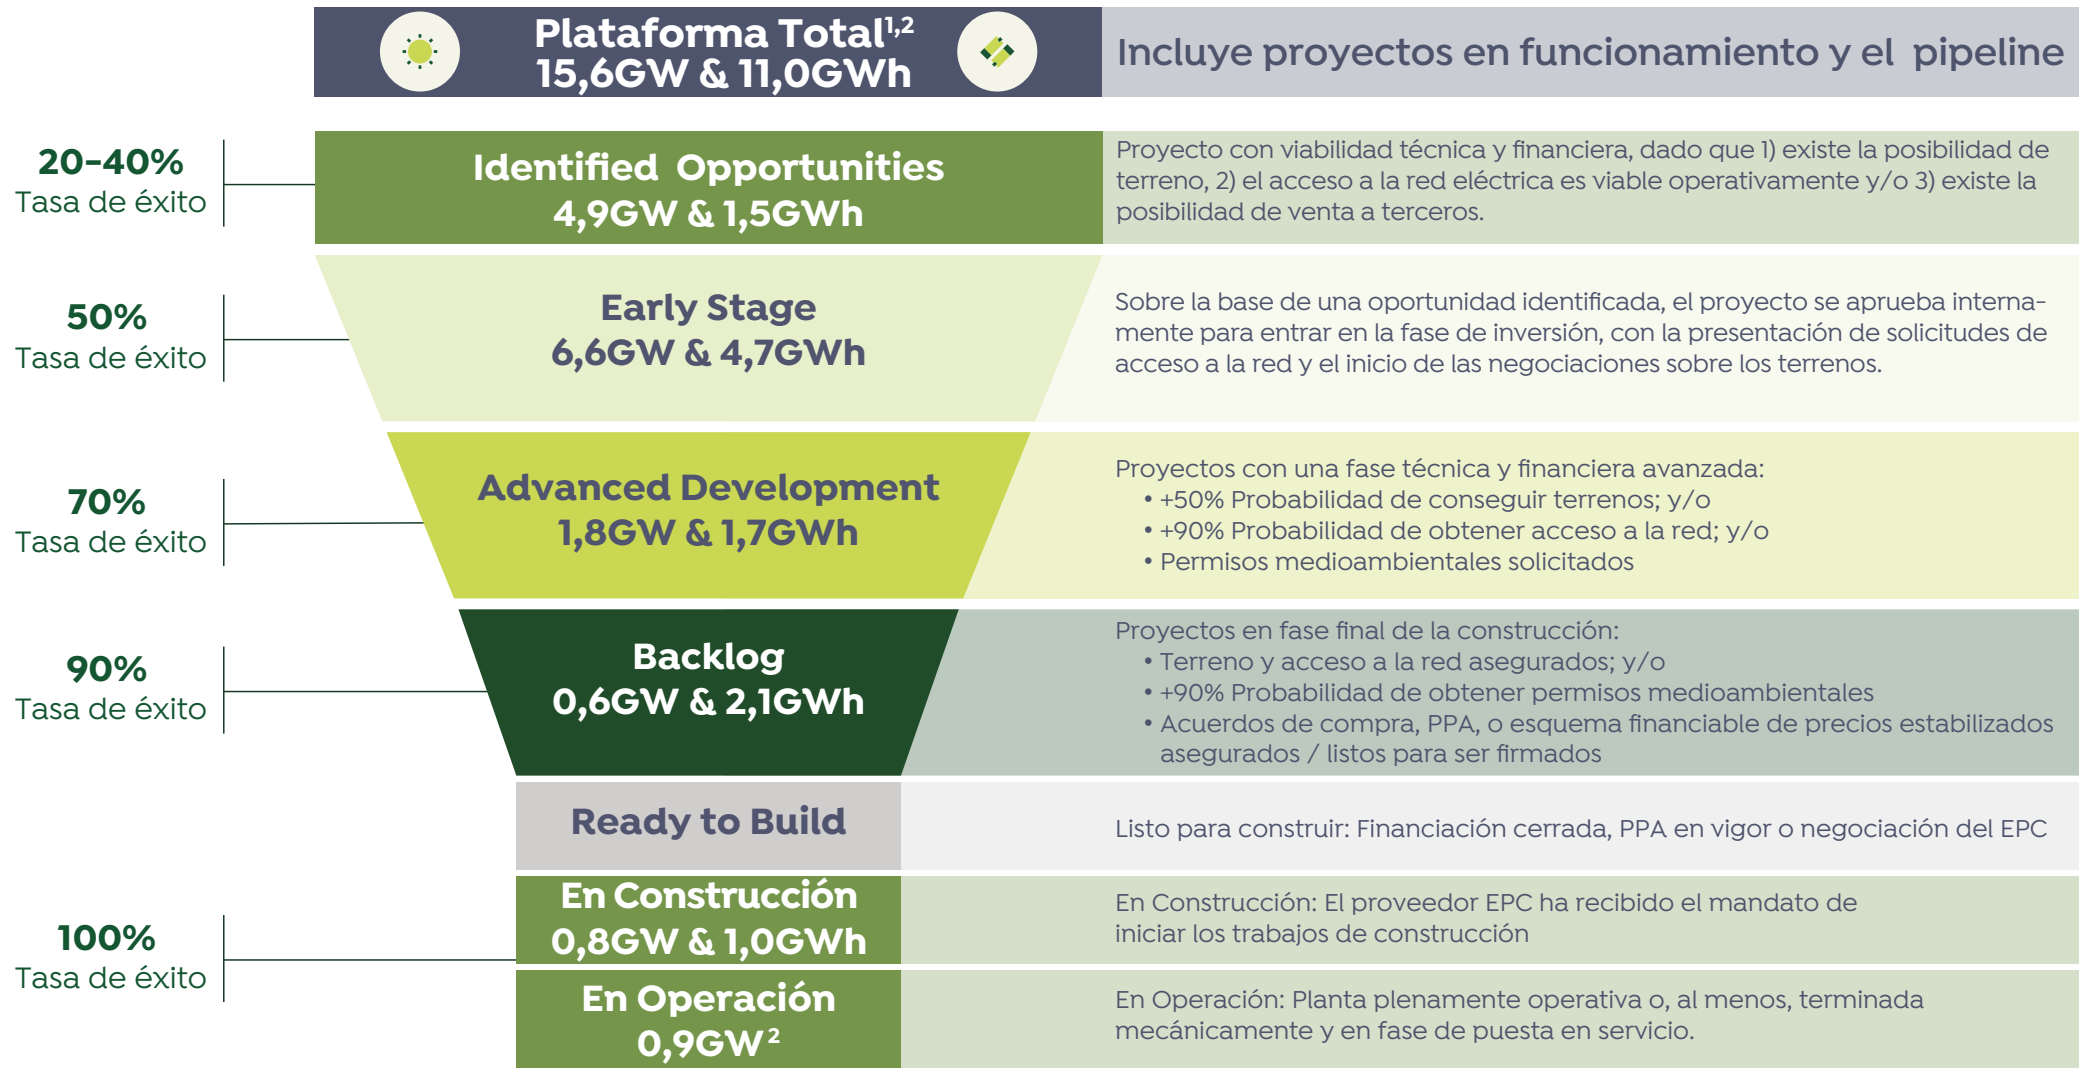 Plataforma Total1,2
15,6GW & 11,0GWh
Incluye proyectos en funcionamiento y el pipeline
20-40%
Tasa de éxito
Identified Opportunities
4,9GW & 1,5GWh
Proyecto con viabilidad técnica y financiera, dado que 1) existe la posibilidad de
terreno, 2) el acceso a la red eléctrica es viable operativamente y/o 3) existe la
posibilidad de venta a terceros.
50%
Tasa de éxito
Early Stage
6,6GW & 4,7GWh
Sobre la base de una oportunidad identificada, el proyecto se aprueba interna-
mente para entrar en la fase de inversión, con la presentación de solicitudes de
acceso a la red y el inicio de las negociaciones sobre los terrenos.
70%
Tasa de éxito
Advanced Development
1,8GW & 1,7GWh
Proyectos con una fase técnica y financiera avanzada:
• +50% Probabilidad de conseguir terrenos; y/o
• +90% Probabilidad de obtener acceso a la red; y/o
• Permisos medioambientales solicitados
90%
Tasa de éxito
Backlog
0,6GW & 2,1GWh
Proyectos en fase final de la construcción:
• Terreno y acceso a la red asegurados; y/o
• +90% Probabilidad de obtener permisos medioambientales
• Acuerdos de compra, PPA, o esquema financiable de precios estabilizados
asegurados / listos para ser firmados
Ready to Build
Listo para construir: Financiación cerrada, PPA en vigor o negociación del EPC
100%
Tasa de éxito
En Construcción
0,8GW & 1,0GWh
En Construcción: El proveedor EPC ha recibido el mandato de
iniciar los trabajos de construcción
En Operación
0,9GW2
En Operación: Planta plenamente operativa o, al menos, terminada
mecánicamente y en fase de puesta en servicio.